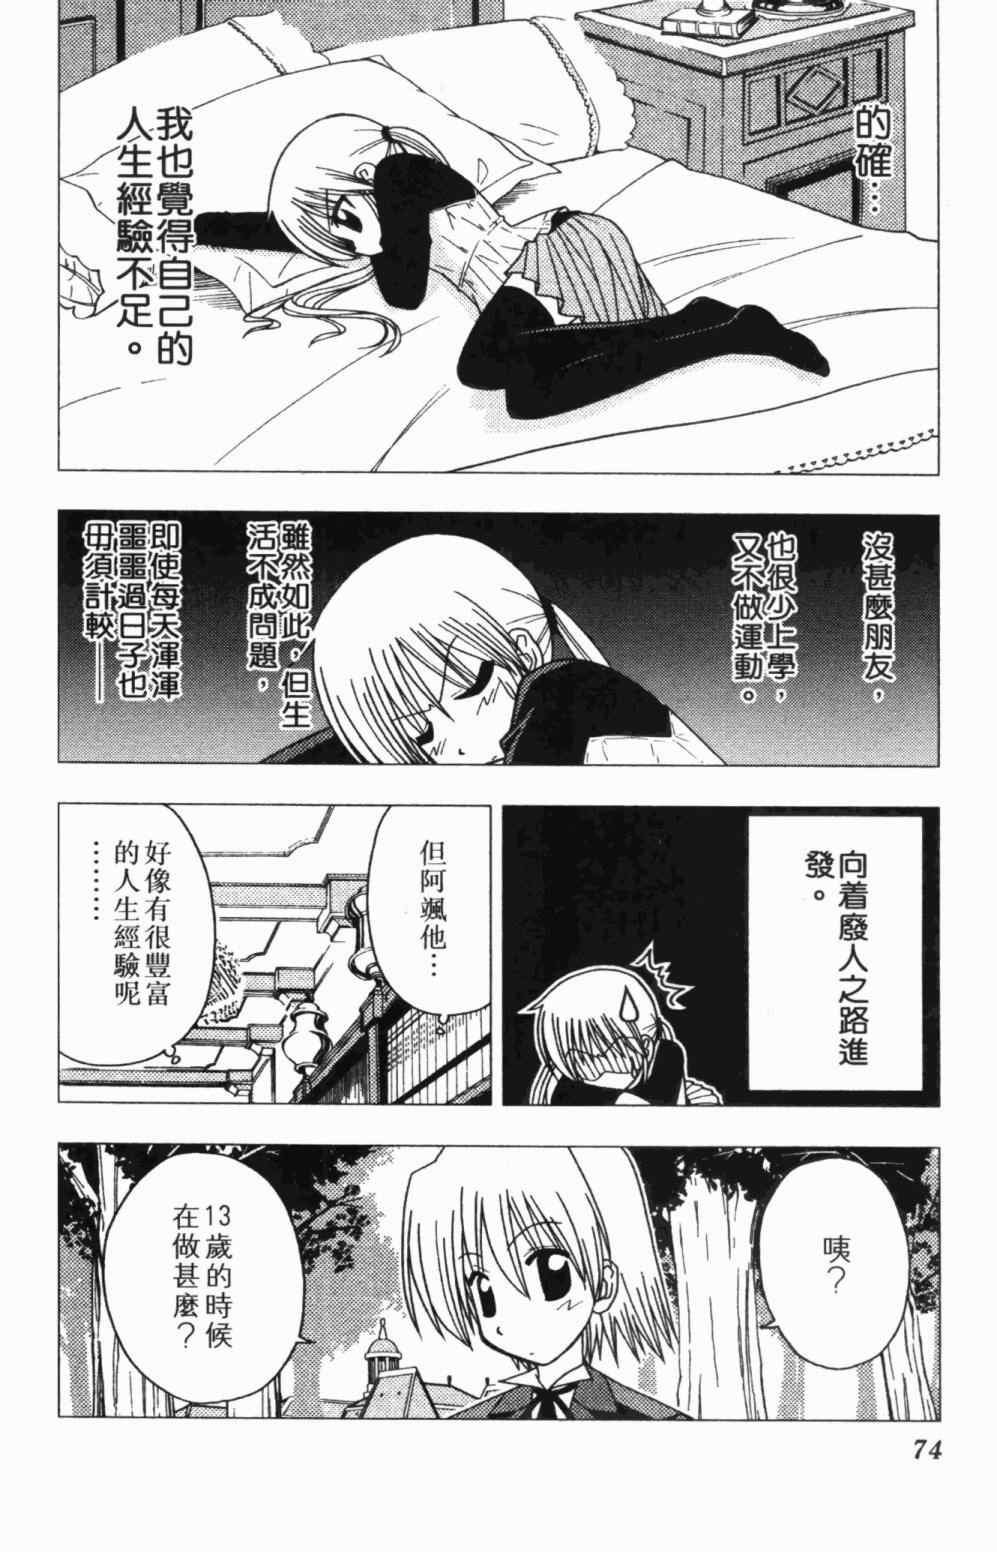 的確…
我也覺得自己的
人生經驗不足。
沒甚麼朋友，
也很少上學，
又不做運動。
雖然如此，但生
活不成問題，
即使每天渾渾
噩噩過日子也
毋須計較——
向着廢人之路進
發。
但阿颯他…
好像有很豐富
的人生經驗呢
………
咦？
13歲的時候
在做甚麼？
74